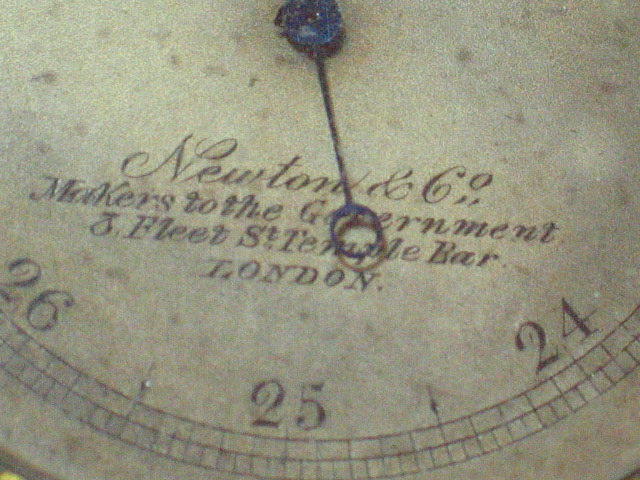 Newton & Co.
Makers to the Government
3, Fleet St. Temple Bar.
LONDON.
26
25
24